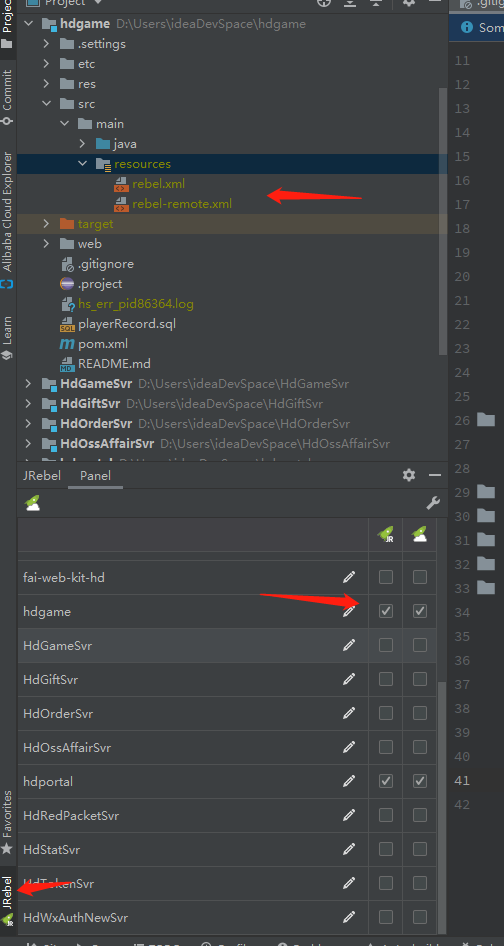 Project
.gitign
hdgame D:\Users\ideaDevSpace\hdgame
Som
.settings
etc
res
src
main
java
resources
rebel.xml
rebel-remote.xml
target
web
.gitignore
.project
hs_err_pid86364.log
playerRecord.sql
pom.xml
README.md
HdGameSvr D:\Users\ideaDevSpace\HdGameSvr
HdGiftSvr D:\Users\ideaDevSpace\HdGiftSvr
HdOrderSvr D:\Users\ideaDevSpace\HdOrderSvr
HdOssAffairSvr D:\Users\ideaDevSpace\HdOssAffairSvr
Project
Commit
Alibaba Cloud Explorer
Learn
Favorites
JRebel
11
12
13
14
15
16
17
18
19
20
21
22
23
24
25
26
27
28
29
30
31
32
33
34
35
36
37
38
39
40
41
42
JRebel Panel
JR
fai-web-kit-hd
hdgame
HdGameSvr
HdGiftSvr
HdOrderSvr
HdOssAffairSvr
hdportal
HdRedPacketSvr
HdStatSvr
HdTokenSvr
HdWxAuthNewSvr